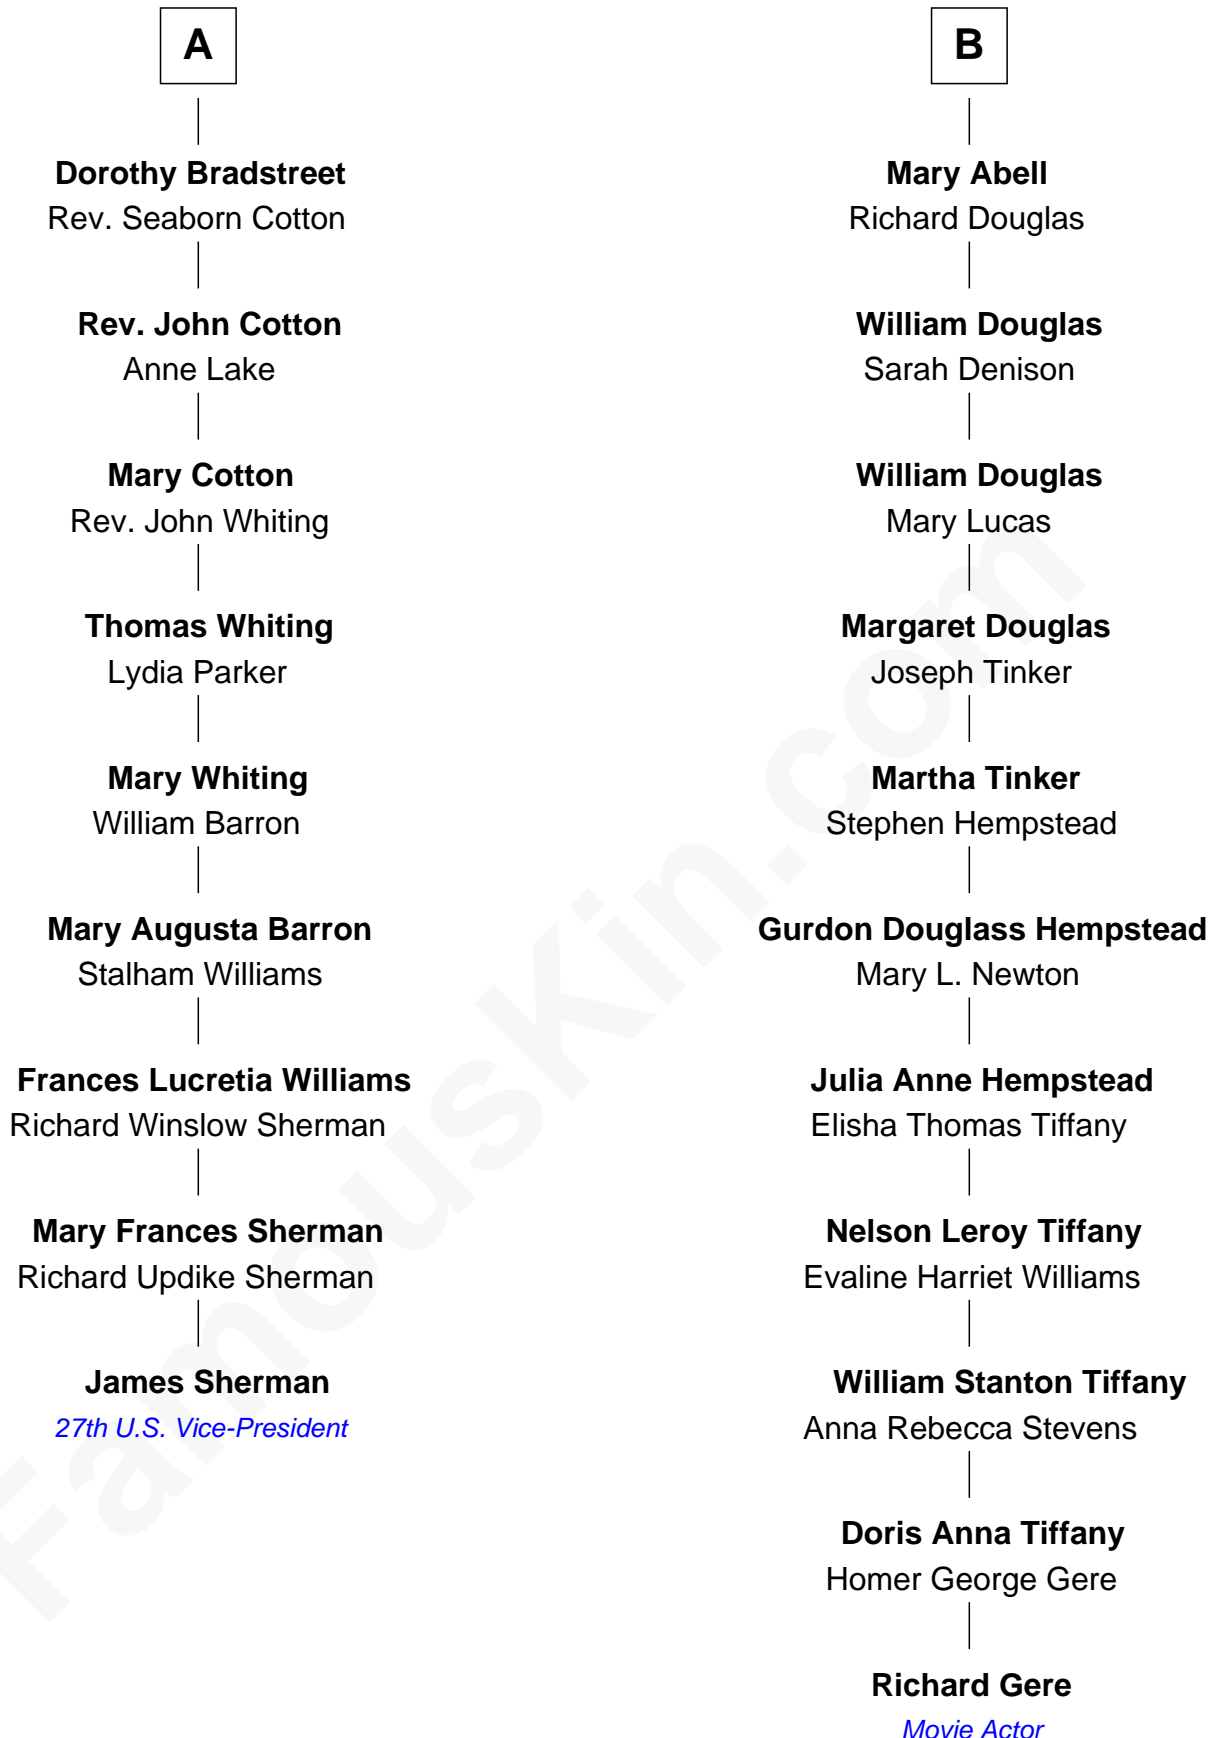 A
Dorothy Bradstreet
Rev. Seaborn Cotton
Rev. John Cotton
Anne Lake
Mary Cotton
Rev. John Whiting
Thomas Whiting
Lydia Parker
Mary Whiting
William Barron
Mary Augusta Barron
Stalham Williams
Frances Lucretia Williams
Richard Winslow Sherman
Mary Frances Sherman
Richard Updike Sherman
James Sherman
27th U.S. Vice-President
B
Mary Abell
Richard Douglas
William Douglas
Sarah Denison
William Douglas
Mary Lucas
Margaret Douglas
Joseph Tinker
Martha Tinker
Stephen Hempstead
Gurdon Douglass Hempstead
Mary L. Newton
Julia Anne Hempstead
Elisha Thomas Tiffany
Nelson Leroy Tiffany
Evaline Harriet Williams
William Stanton Tiffany
Anna Rebecca Stevens
Doris Anna Tiffany
Homer George Gere
Richard Gere
Movie Actor
FamousKin.com